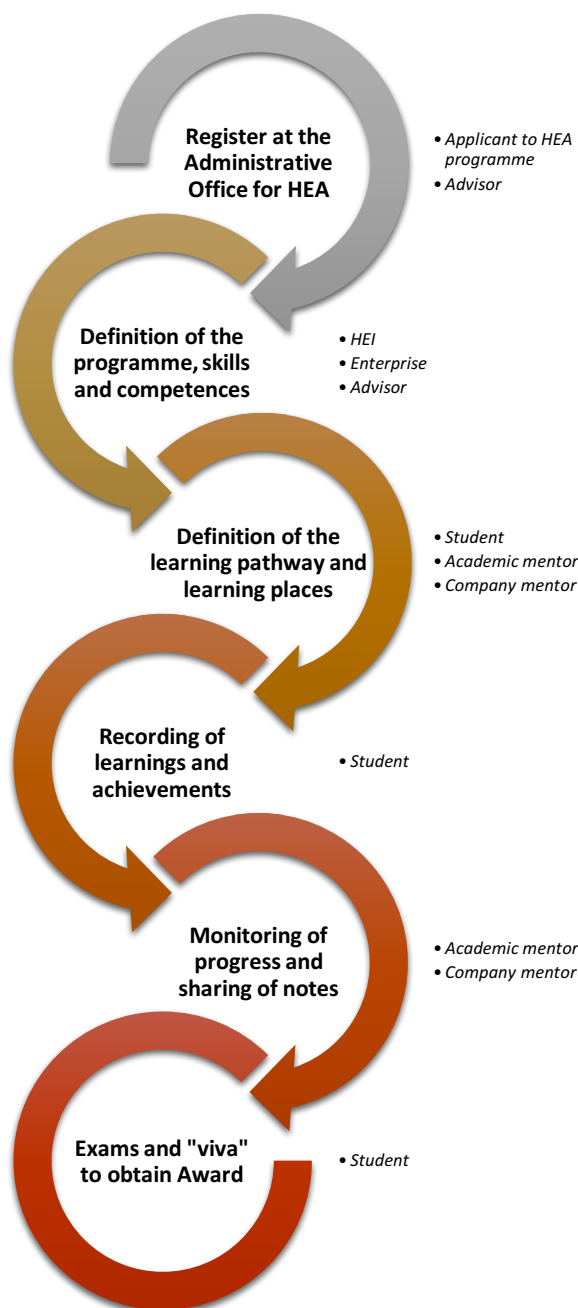 Register at the
Administrative
Office for HEA
• Applicant to HEA
programme
• Advisor
Definition of the
programme, skills
and competences
• HEI
• Enterprise
• Advisor
Definition of the
learning pathway and
learning places
• Student
• Academic mentor
• Company mentor
Recording of
learnings and
achievements
• Student
Monitoring of
progress and
sharing of notes
• Academic mentor
• Company mentor
Exams and "viva"
to obtain Award
• Student